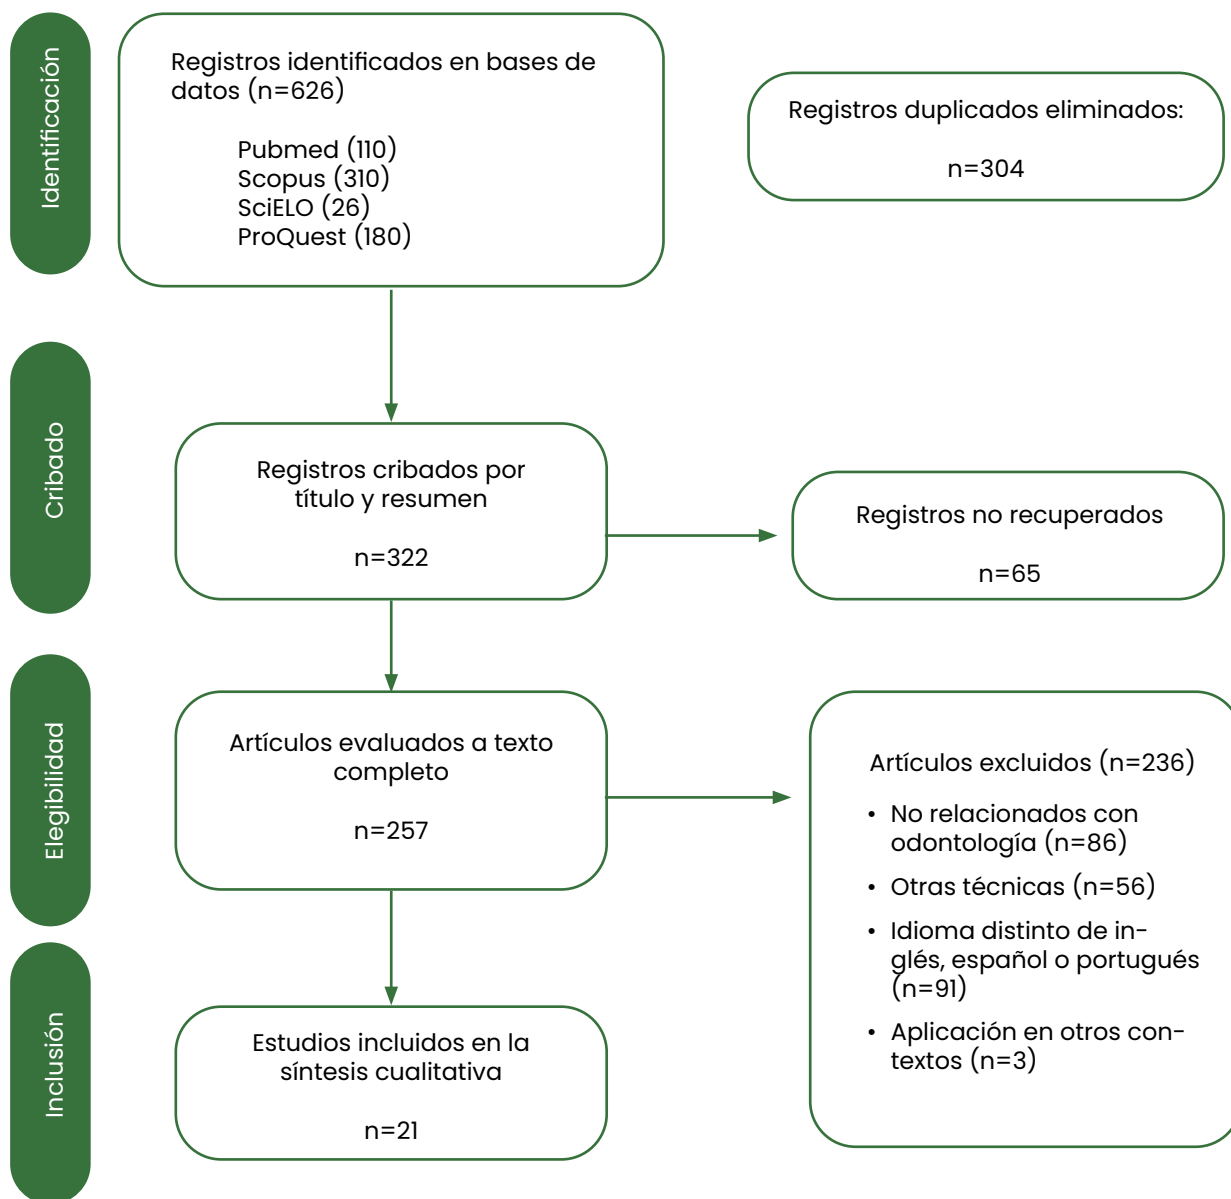 Identificación
Registros identificados en bases de
datos (n=626)
Pubmed (110)
Scopus (310)
SciELO (26)
ProQuest (180)
Registros duplicados eliminados:
n=304
Cribado
Registros cribados por
título y resumen
n=322
Registros no recuperados
n=65
Elegibilidad
Artículos evaluados a texto
completo
n=257
Artículos excluidos (n=236)
• No relacionados con
odontología (n=86)
• Otras técnicas (n=56)
• Idioma distinto de in-
glés, español o portugués
(n=91)
• Aplicación en otros con-
textos (n=3)
Inclusión
Estudios incluidos en la
síntesis cualitativa
n=21